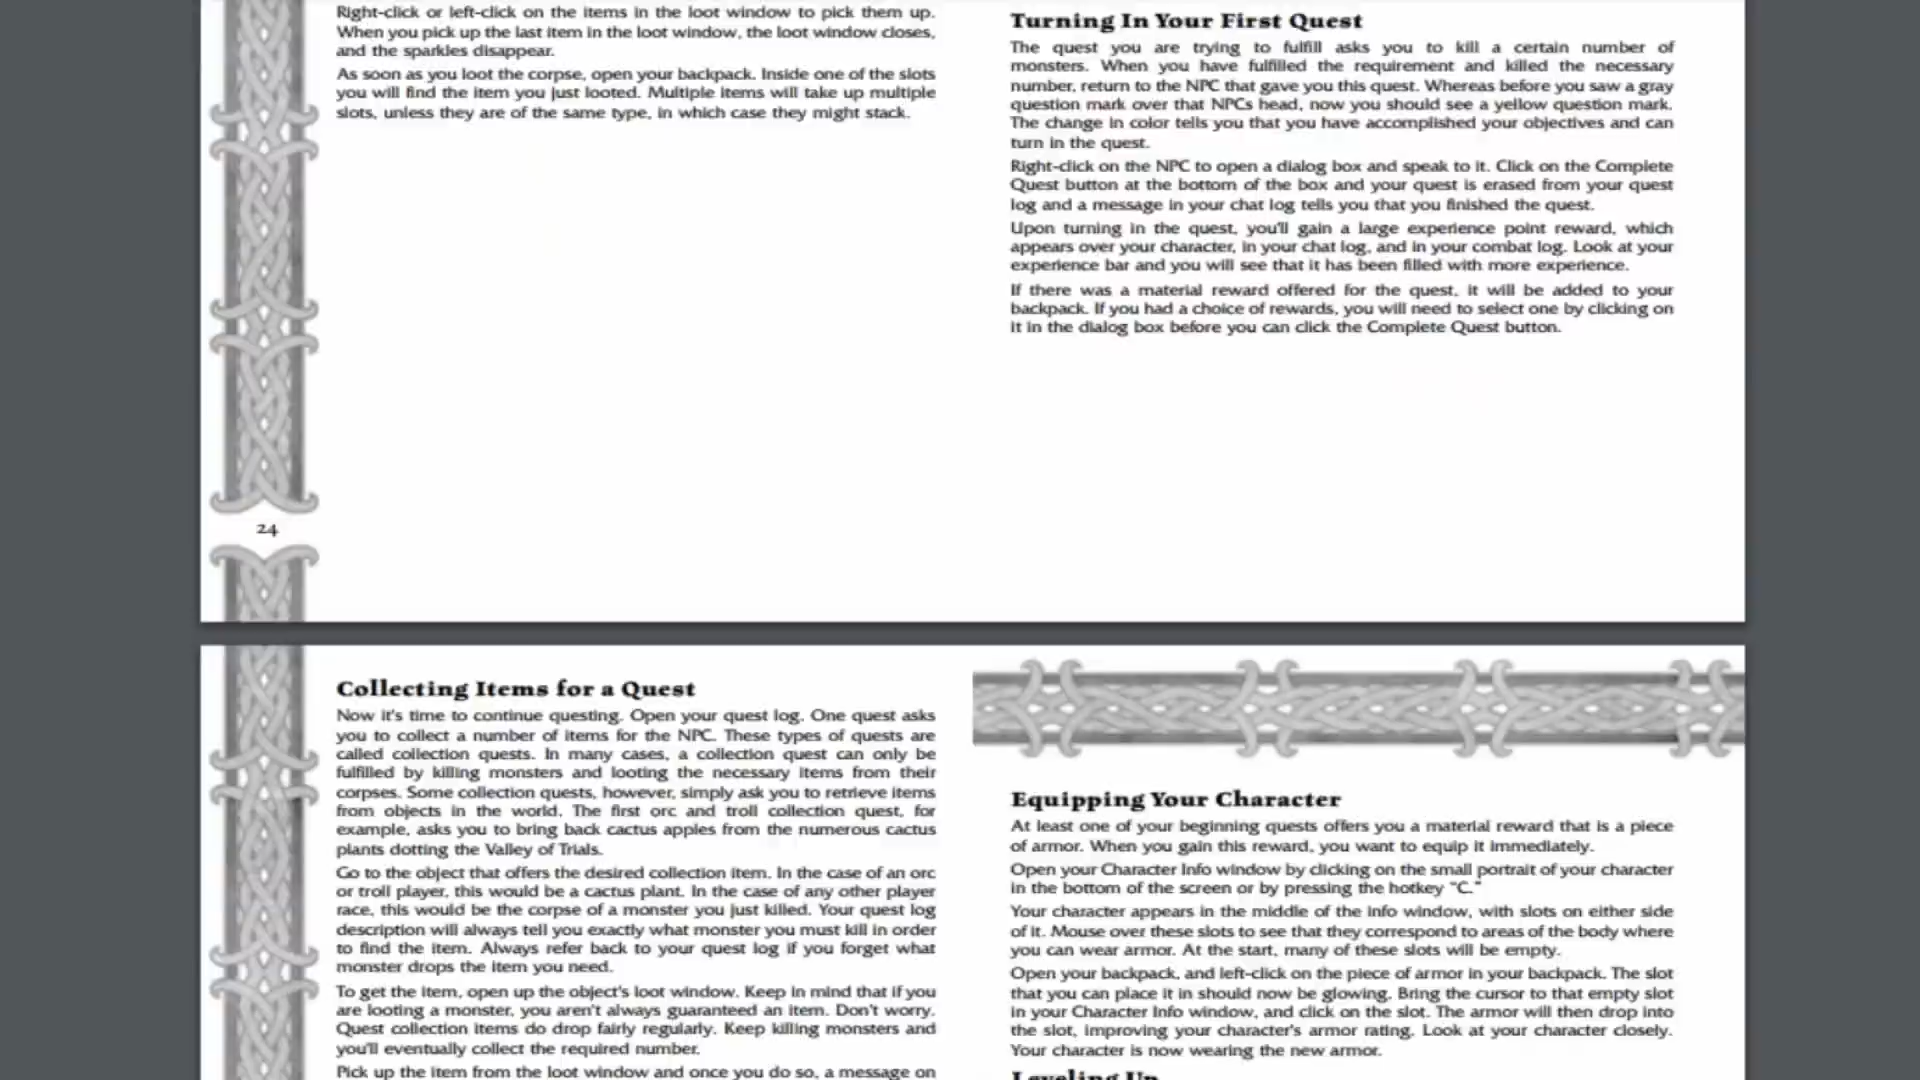 Right-click or left-click on the items in the loot window to pick them up.
When you pick up the last item in the loot window, the loot window closes,
and the sparkles disappear.
As soon as you loot the corpse, open your backpack. Inside one of the slots
you will find the item you just looted. Multiple items will take up multiple
slots, unless they are of the same type, in which case they might stack.
24
Turning In Your First Quest
The quest you are trying to fulfill asks you to kill a certain number of
monsters. When you have fulfilled the requirement and killed the necessary
number, return to the NPC that gave you this quest. Whereas before you saw a gray
question mark over that NPCs head, now you should see a yellow question mark.
The change in color tells you that you have accomplished your objectives and can
turn in the quest.
Right-click on the NPC to open a dialog box and speak to it. Click on the Complete
Quest button at the bottom of the box and your quest is erased from your quest
log and a message in your chat log tells you that you finished the quest.
Upon turning in the quest, you'll gain a large experience point reward, which
appears over your character, in your chat log, and in your combat log. Look at your
experience bar and you will see that it has been filled with more experience.
If there was a material reward offered for the quest, it will be added to your
backpack. If you had a choice of rewards, you will need to select one by clicking on
it in the dialog box before you can click the Complete Quest button.
Collecting Items for a Quest
Now it's time to continue questing. Open your quest log. One quest asks
you to collect a number of items for the NPC. These types of quests are
called collection quests. In many cases, a collection quest can only be
fulfilled by killing monsters and looting the necessary items from their
corpses. Some collection quests, however, simply ask you to retrieve items
from objects in the world. The first orc and troll collection quest, for
example, asks you to bring back cactus apples from the numerous cactus
plants dotting the Valley of Trials.
Go to the object that offers the desired collection item. In the case of an orc
or troll player, this would be a cactus plant. In the case of any other player
race, this would be the corpse of a monster you just killed. Your quest log
description will always tell you exactly what monster you must kill in order
to find the item. Always refer back to your quest log if you forget what
monster drops the item you need.
To get the item, open up the object's loot window. Keep in mind that if you
are looting a monster, you aren't always guaranteed an item. Don't worry.
Quest collection items do drop fairly regularly. Keep killing monsters and
you'll eventually collect the required number.
Pick up the item from the loot window and once you do so, a message on
Equipping Your Character
At least one of your beginning quests offers you a material reward that is a piece
of armor. When you gain this reward, you want to equip it immediately.
Open your Character Info window by clicking on the small portrait of your character
in the bottom of the screen or by pressing the hotkey "C."
Your character appears in the middle of the info window, with slots on either side
of it. Mouse over these slots to see that they correspond to areas of the body where
you can wear armor. At the start, many of these slots will be empty.
Open your backpack, and left-click on the piece of armor in your backpack. The slot
that you can place it in should now be glowing. Bring the cursor to that empty slot
in your Character Info window, and click on the slot. The armor will then drop into
the slot, improving your character's armor rating. Look at your character closely.
Your character is now wearing the new armor.
Leveling Up